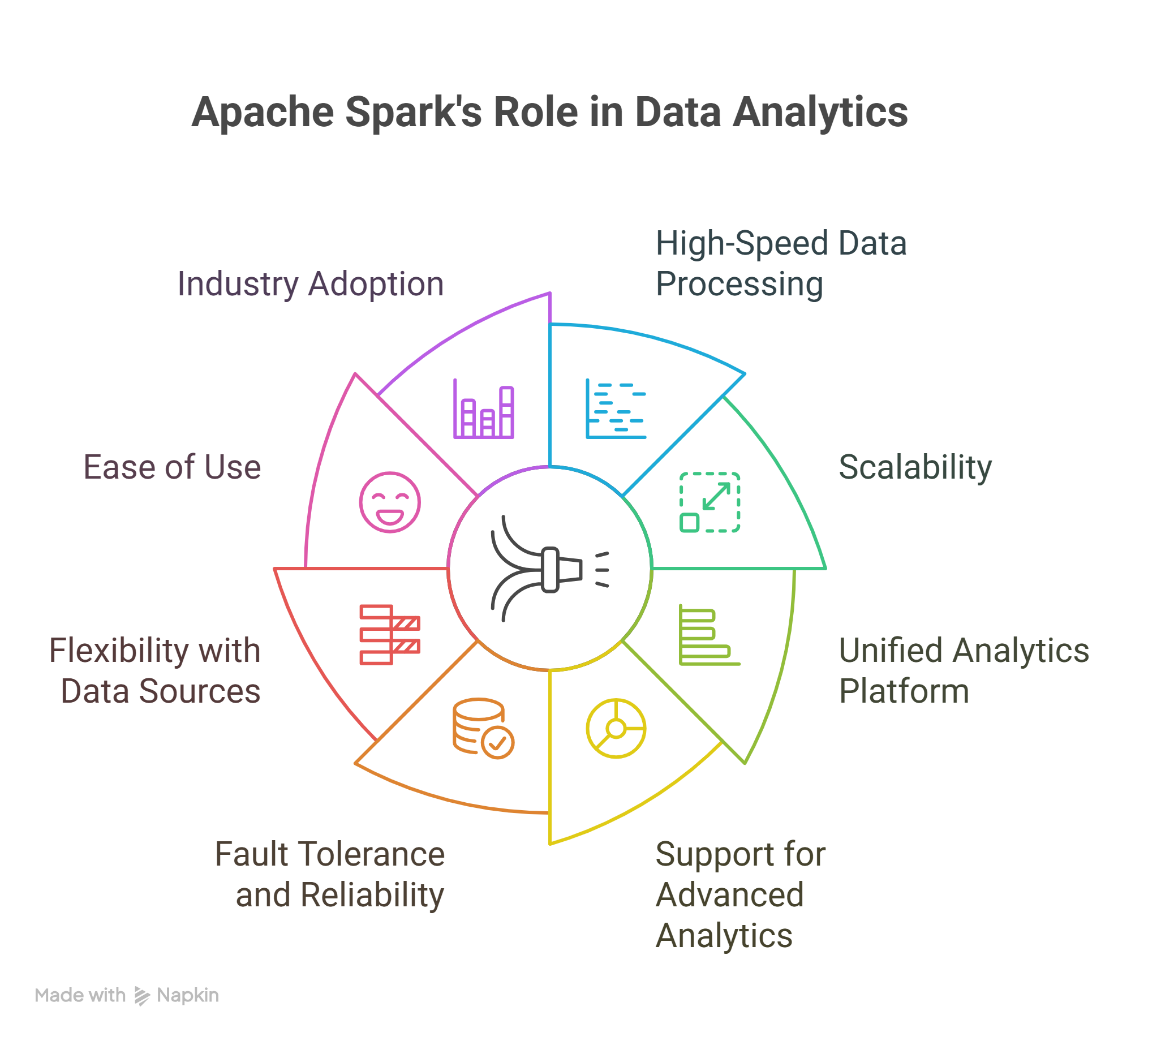 Apache Spark's Role in Data Analytics
High-Speed Data
Processing
Industry Adoption
Ease of Use
Scalability
Flexibility with
Data Sources
Unified Analytics
Platform
Fault Tolerance
and Reliability
Support for
Advanced
Analytics
Made with Napkin